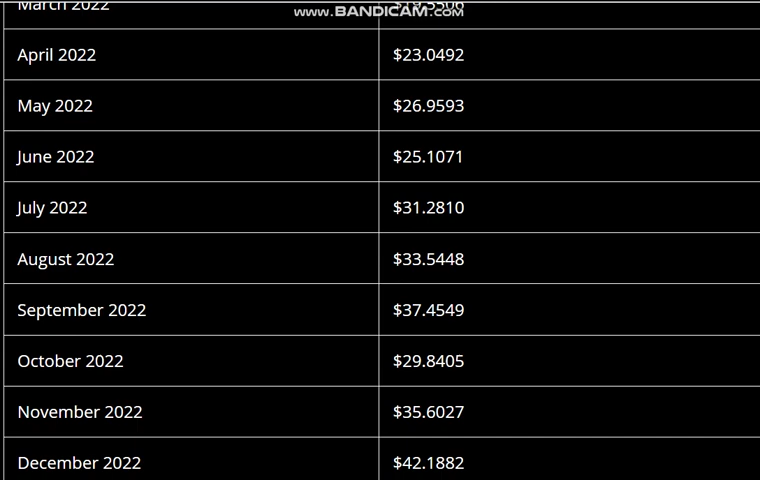 www.BANDICAM.com
March 2022
April 2022 $23.0492
May 2022 $26.9593
June 2022 $25.1071
July 2022 $31.2810
August 2022 $33.5448
September 2022 $37.4549
October 2022 $29.8405
November 2022 $35.6027
December 2022 $42.1882